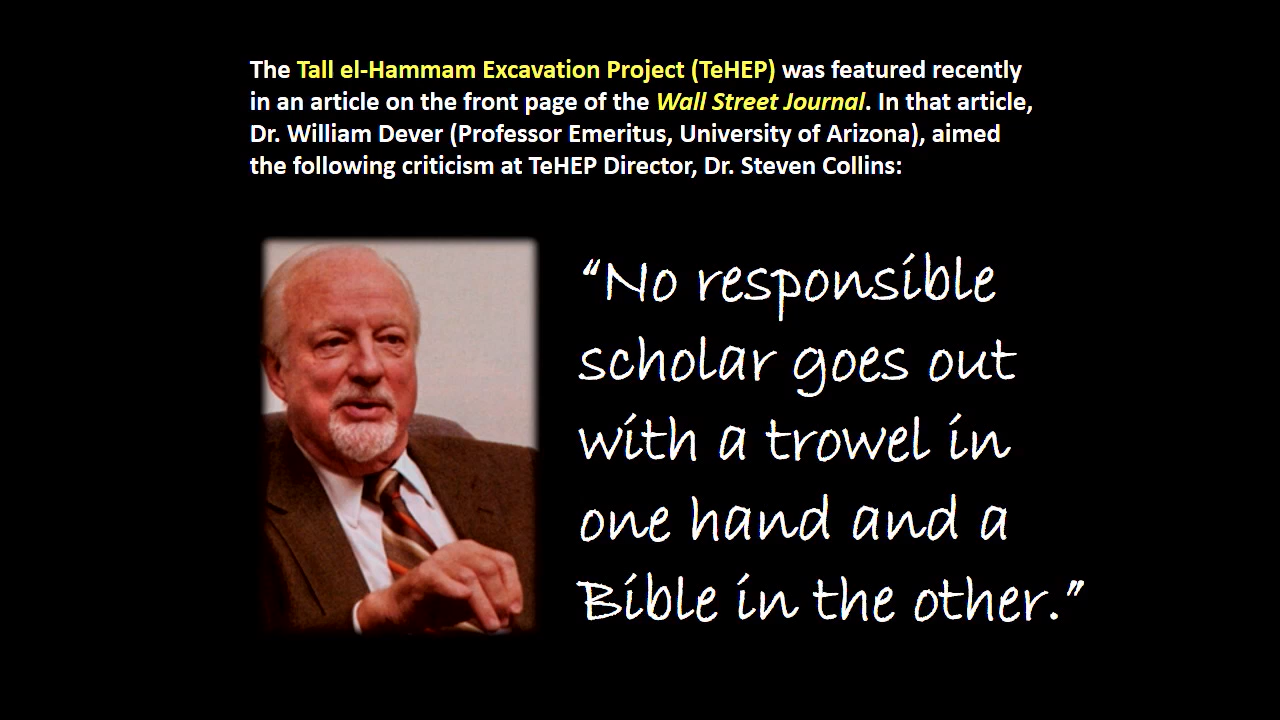 The Tall el-Hammam Excavation Project (TeHEP) was featured recently
in an article on the front page of the Wall Street Journal. In that article,
Dr. William Dever (Professor Emeritus, University of Arizona), aimed
the following criticism at TeHEP Director, Dr. Steven Collins:
“No responsible
scholar goes out
with a trowel in
one hand and a
Bible in the other.”